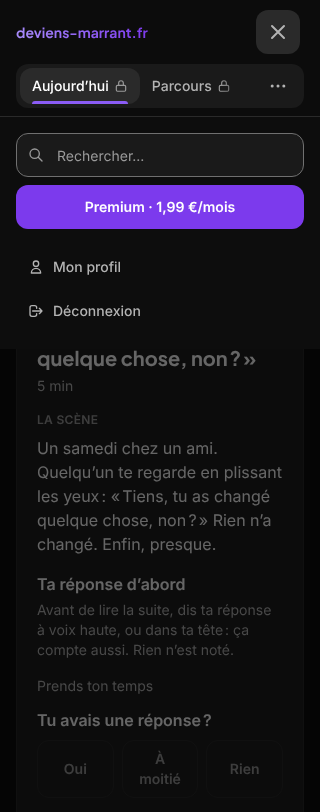 deviens-marrant.fr
Aujourd’hui
Parcours
Rechercher…
Premium · 1,99 €/mois
Mon profil
Déconnexion
quelque chose, non ? »
5 min
LA SCÈNE
Un samedi chez un ami.
Quelqu’un te regarde en plissant
les yeux : « Tiens, tu as changé
quelque chose, non ? » Rien n’a
changé. Enfin, presque.
Ta réponse d’abord
Avant de lire la suite, dis ta réponse
à voix haute, ou dans ta tête : ça
compte aussi. Rien n’est noté.
Prends ton temps
Tu avais une réponse ?
Oui
À
moitié
Rien